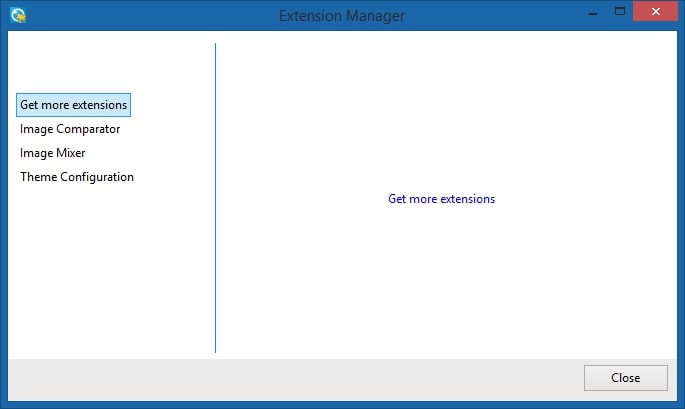 Extension Manager
Get more extensions
Image Comparator
Image Mixer
Theme Configuration
Get more extensions
Close